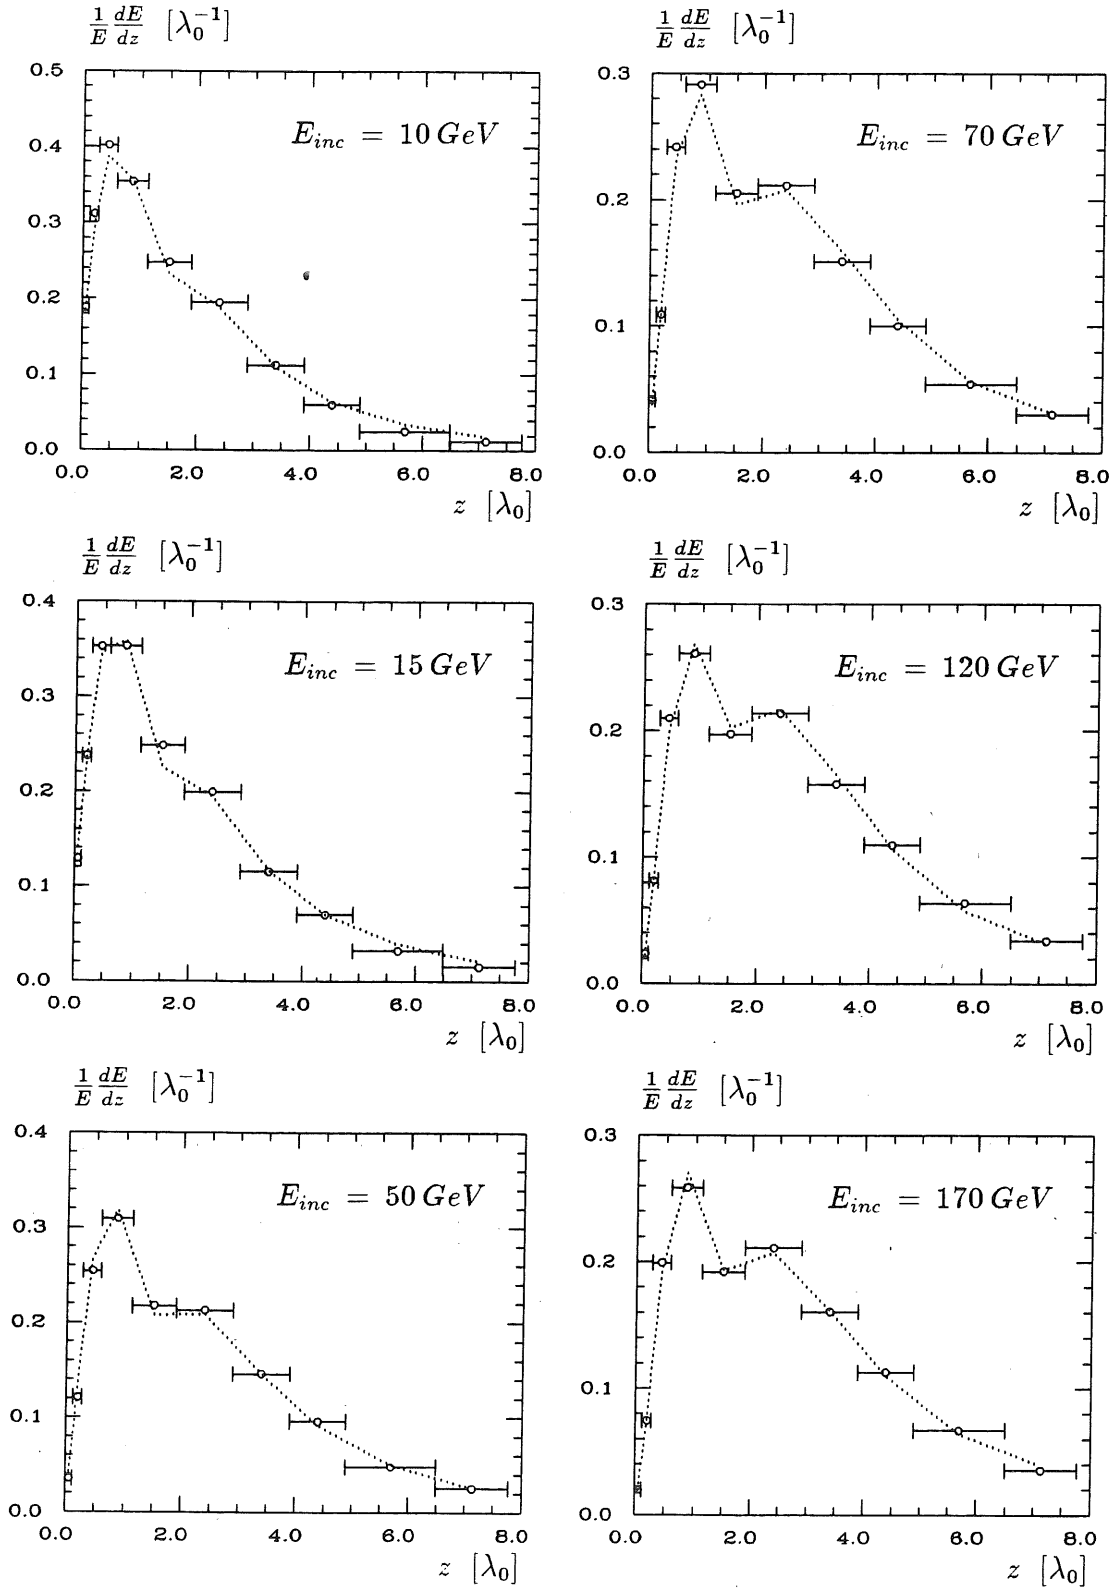 1/E dE/dz [λ₀⁻¹]
0.5
0.4
0.3
0.2
0.1
0.0
E_inc = 10 GeV
0.0 2.0 4.0 6.0 8.0
z [λ₀]
1/E dE/dz [λ₀⁻¹]
0.3
0.2
0.1
0.0
E_inc = 70 GeV
0.0 2.0 4.0 6.0 8.0
z [λ₀]
1/E dE/dz [λ₀⁻¹]
0.4
0.3
0.2
0.1
0.0
E_inc = 15 GeV
0.0 2.0 4.0 6.0 8.0
z [λ₀]
1/E dE/dz [λ₀⁻¹]
0.3
0.2
0.1
0.0
E_inc = 120 GeV
0.0 2.0 4.0 6.0 8.0
z [λ₀]
1/E dE/dz [λ₀⁻¹]
0.4
0.3
0.2
0.1
0.0
E_inc = 50 GeV
0.0 2.0 4.0 6.0 8.0
z [λ₀]
1/E dE/dz [λ₀⁻¹]
0.3
0.2
0.1
0.0
E_inc = 170 GeV
0.0 2.0 4.0 6.0 8.0
z [λ₀]